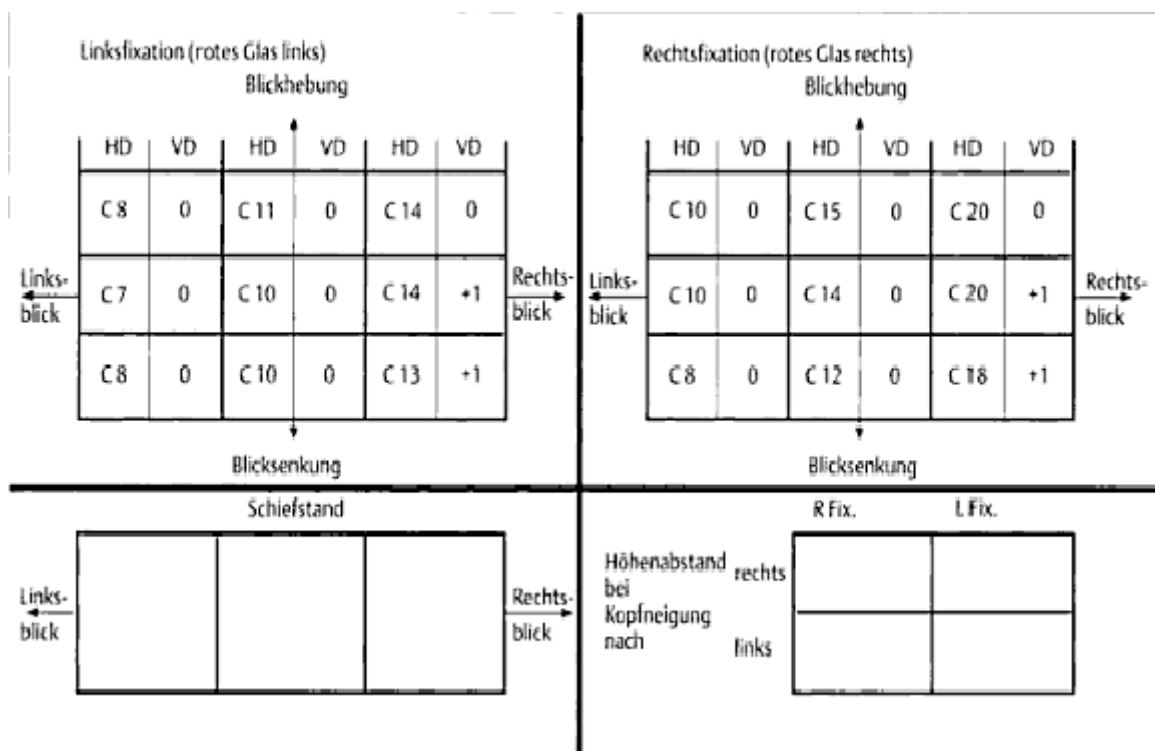 Linksfixation (rotes Glas links)
Blickhebung
HD VD HD VD HD VD
C 8 0 C 11 0 C 14 0
Links-
blick
C 7 0 C 10 0 C 14 +1
Rechts-
blick
C 8 0 C 10 0 C 13 +1
Blicksenkung
Rechtsfixation (rotes Glas rechts)
Blickhebung
HD VD HD VD HD VD
C 10 0 C 15 0 C 20 0
Links-
blick
C 10 0 C 14 0 C 20 +1
Rechts-
blick
C 8 0 C 12 0 C 18 +1
Blicksenkung
Schiefstand
Links-
blick
Rechts-
blick
R Fix. L Fix.
Höhenabstand
bei
Kopfneigung
nach
rechts
links